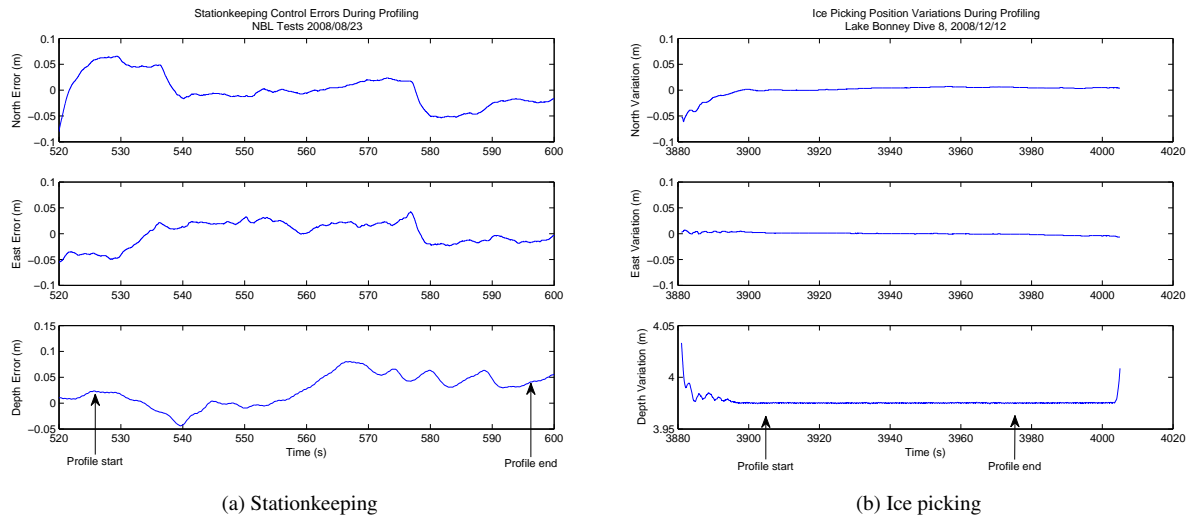 Stationkeeping Control Errors During Profiling
NBL Tests 2008/08/23
0.1
0.05
0
−0.05
−0.1
North Error (m)
520 530 540 550 560 570 580 590 600
0.1
0.05
0
−0.05
−0.1
East Error (m)
520 530 540 550 560 570 580 590 600
0.15
0.1
0.05
0
−0.05
Depth Error (m)
520 530 540 550 560 570 580 590 600
Time (s)
Profile start
Profile end
(a) Stationkeeping
Ice Picking Position Variations During Profiling
Lake Bonney Dive 8, 2008/12/12
0.1
0.05
0
−0.05
−0.1
North Variation (m)
3880 3900 3920 3940 3960 3980 4000 4020
0.1
0.05
0
−0.05
−0.1
East Variation (m)
3880 3900 3920 3940 3960 3980 4000 4020
4.05
4
3.95
Depth Variation (m)
3880 3900 3920 3940 3960 3980 4000 4020
Time (s)
Profile start
Profile end
(b) Ice picking